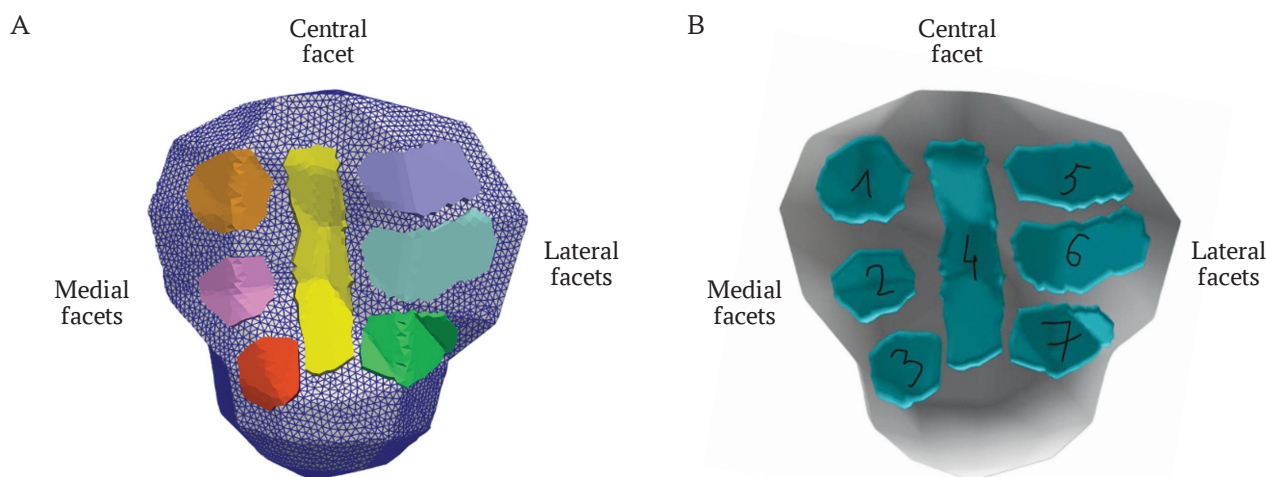 A
Central
facet
Medial
facets
Lateral
facets
B
Central
facet
1
5
2
4
6
3
7
Medial
facets
Lateral
facets